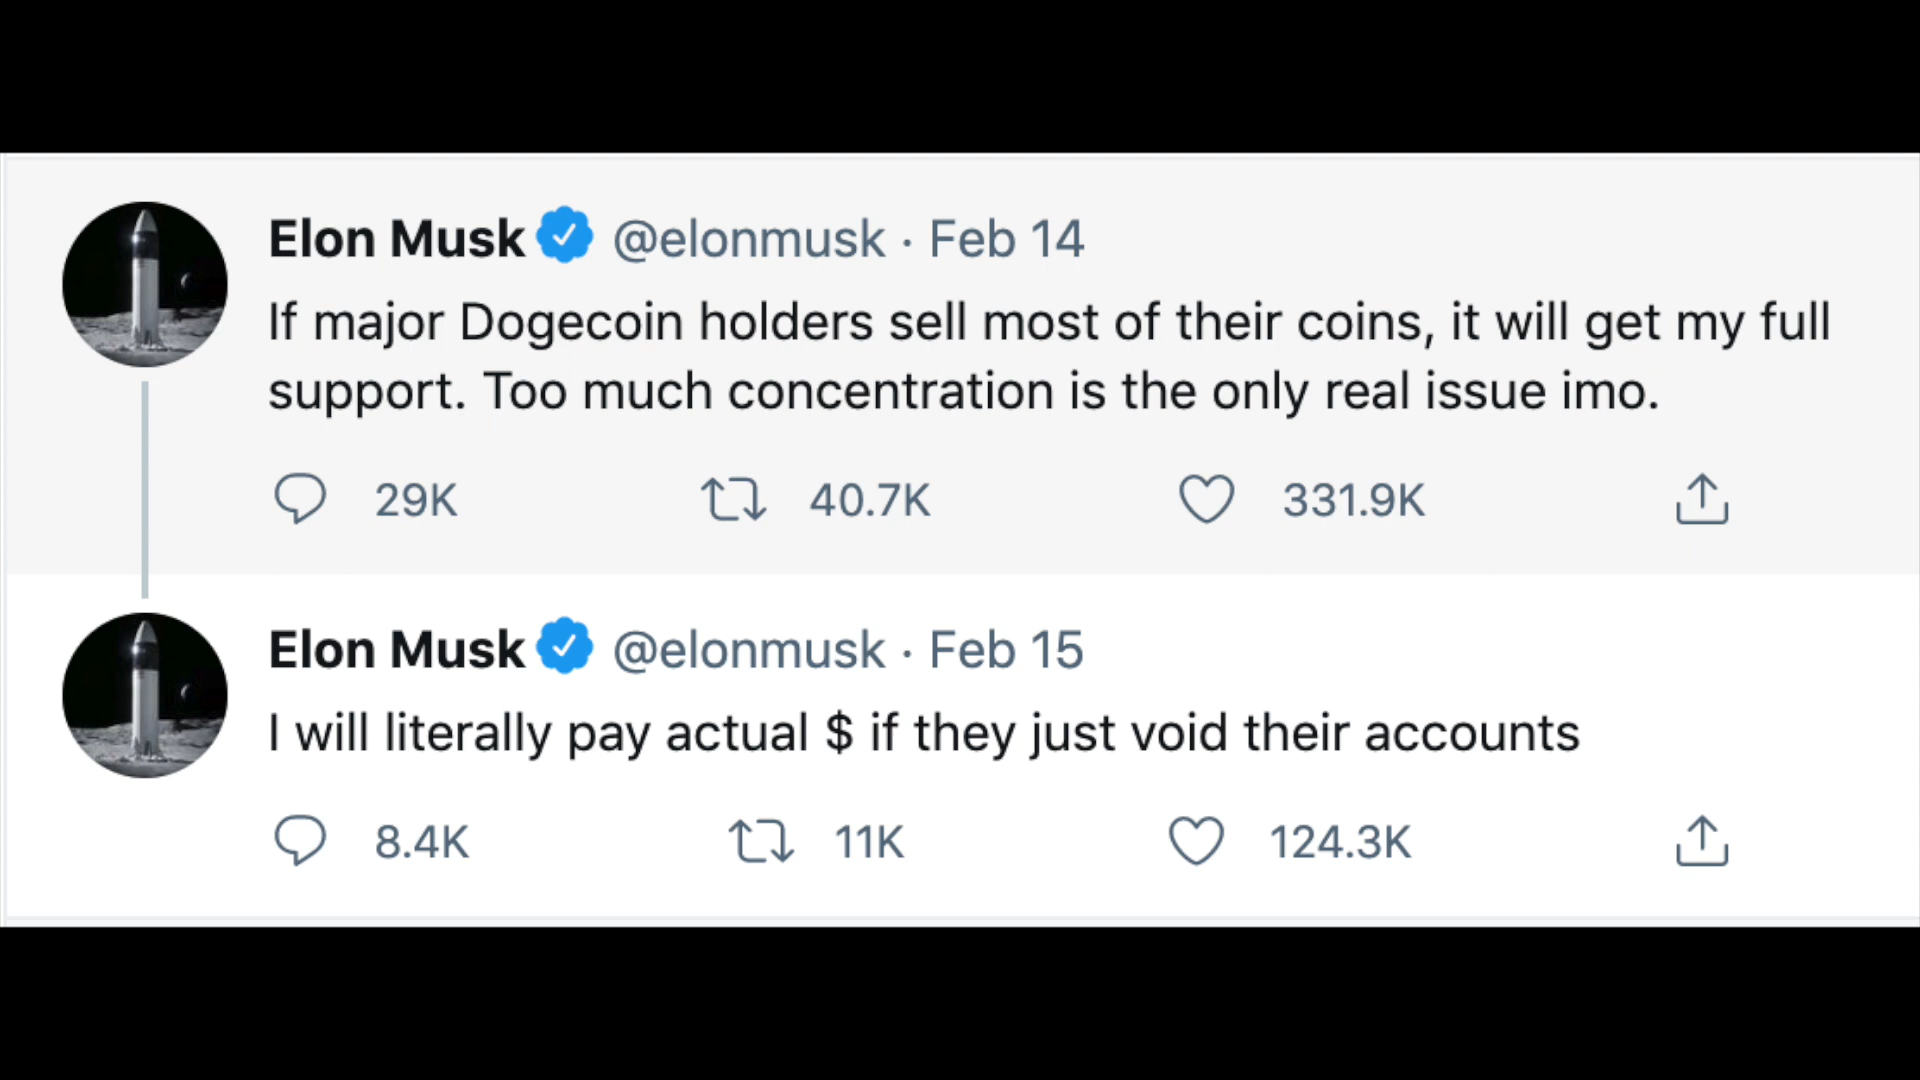 Elon Musk @elonmusk · Feb 14
If major Dogecoin holders sell most of their coins, it will get my full
support. Too much concentration is the only real issue imo.
29K 40.7K 331.9K
Elon Musk @elonmusk · Feb 15
I will literally pay actual $ if they just void their accounts
8.4K 11K 124.3K